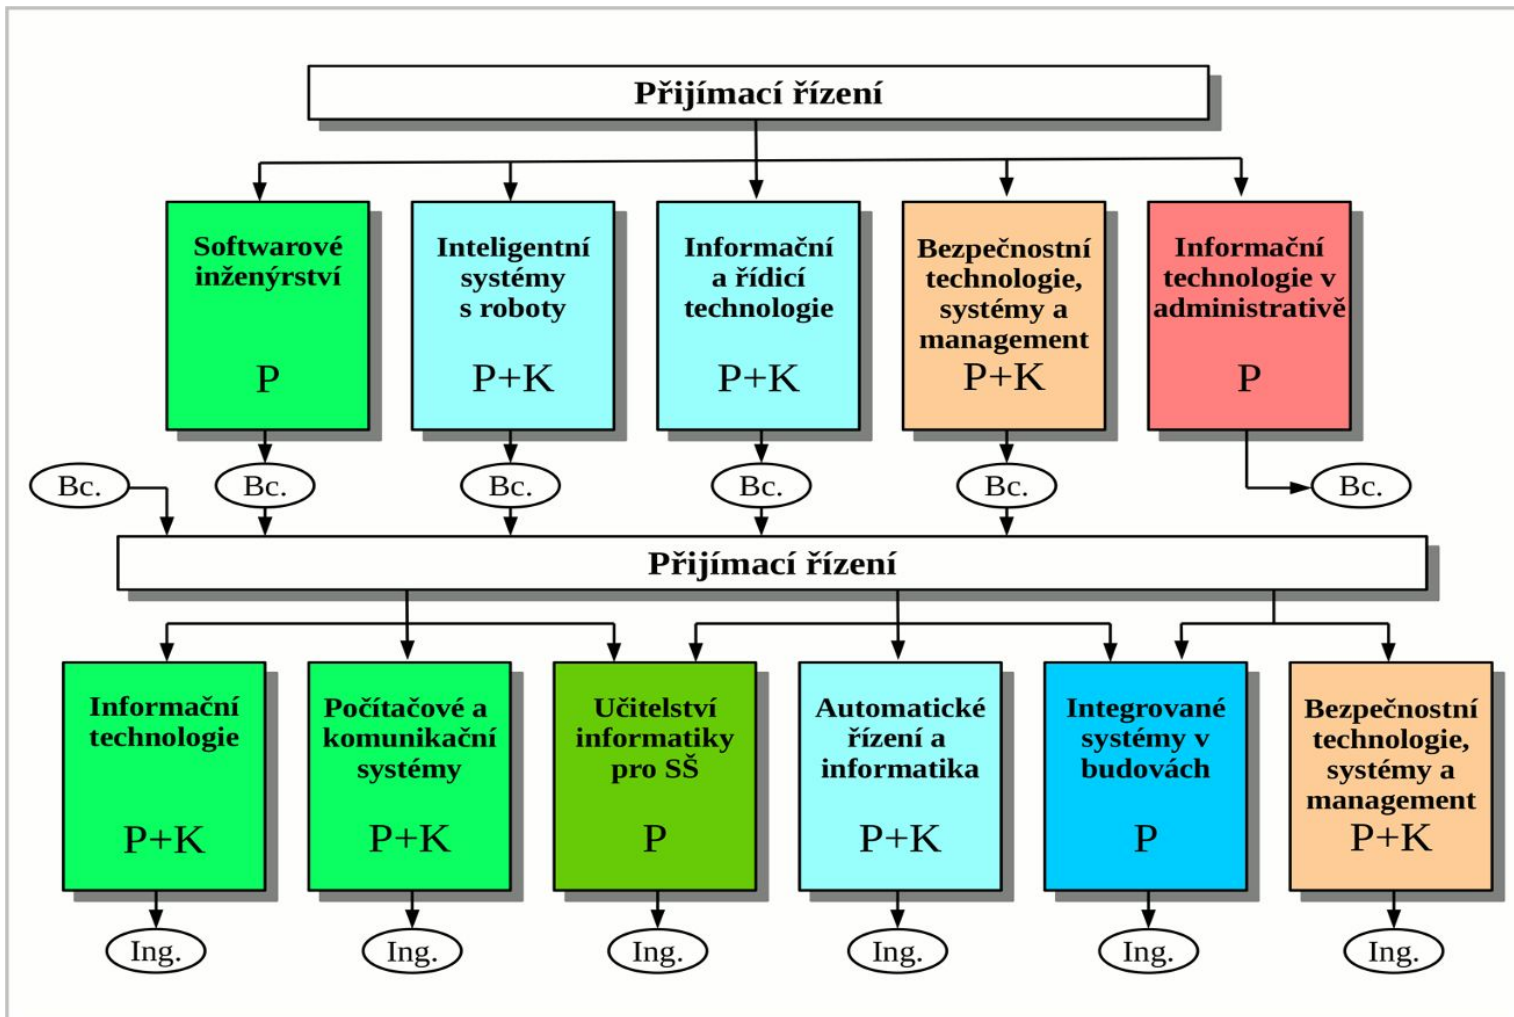 Přijímací řízení
Softwarové
inženýrství
P
Inteligentní
systémy
s roboty
P+K
Informační
a řídicí
technologie
P+K
Bezpečnostní
technologie,
systémy a
management
P+K
Informační
technologie v
administrativě
P
Bc.
Bc.
Bc.
Bc.
Bc.
Bc.
Přijímací řízení
Informační
technologie
P+K
Počítačové a
komunikační
systémy
P+K
Učitelství
informatiky
pro SŠ
P
Automatické
řízení a
informatika
P+K
Integrované
systémy v
budovách
P
Bezpečnostní
technologie,
systémy a
management
P+K
Ing.
Ing.
Ing.
Ing.
Ing.
Ing.